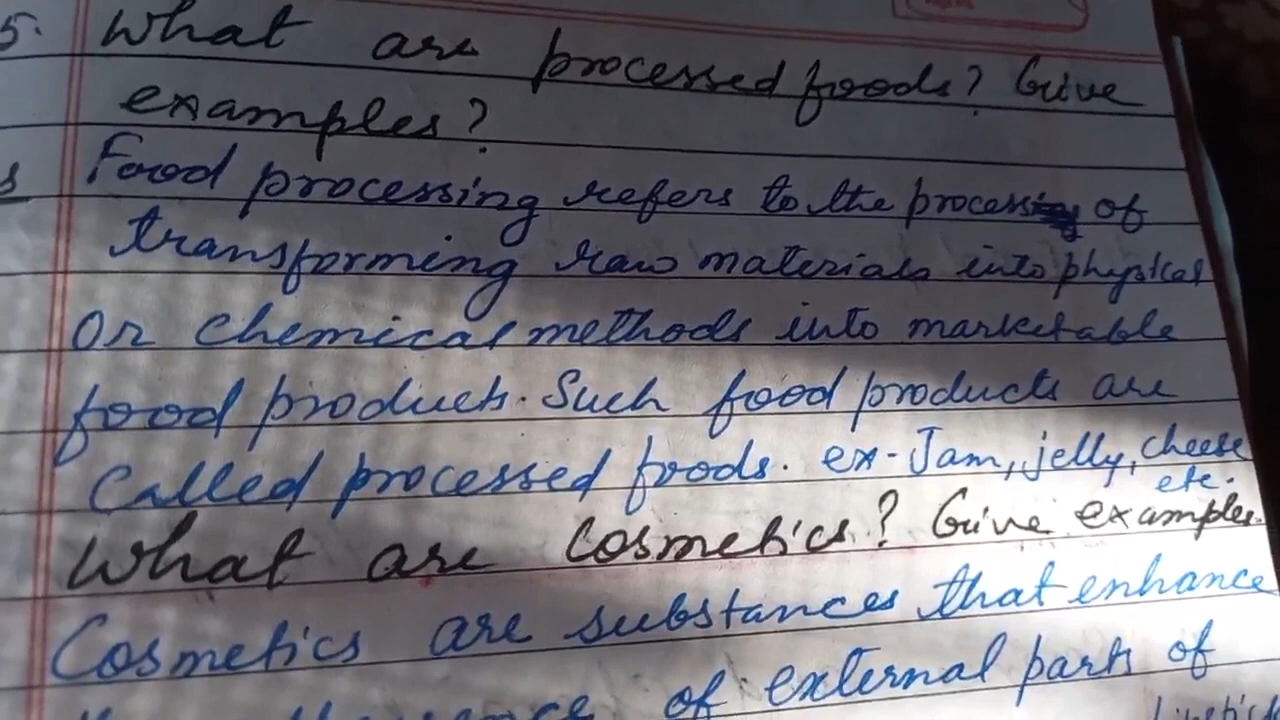 5. What are processed foods? Give
examples?
Food processing refers to the process of
transforming raw materials into physical
or chemical methods into marketable
food products. Such food products are
called processed foods. ex- Jam, jelly, cheese
etc.
What are Cosmetics? Give examples.
Cosmetics are substances that enhance
of external parts of